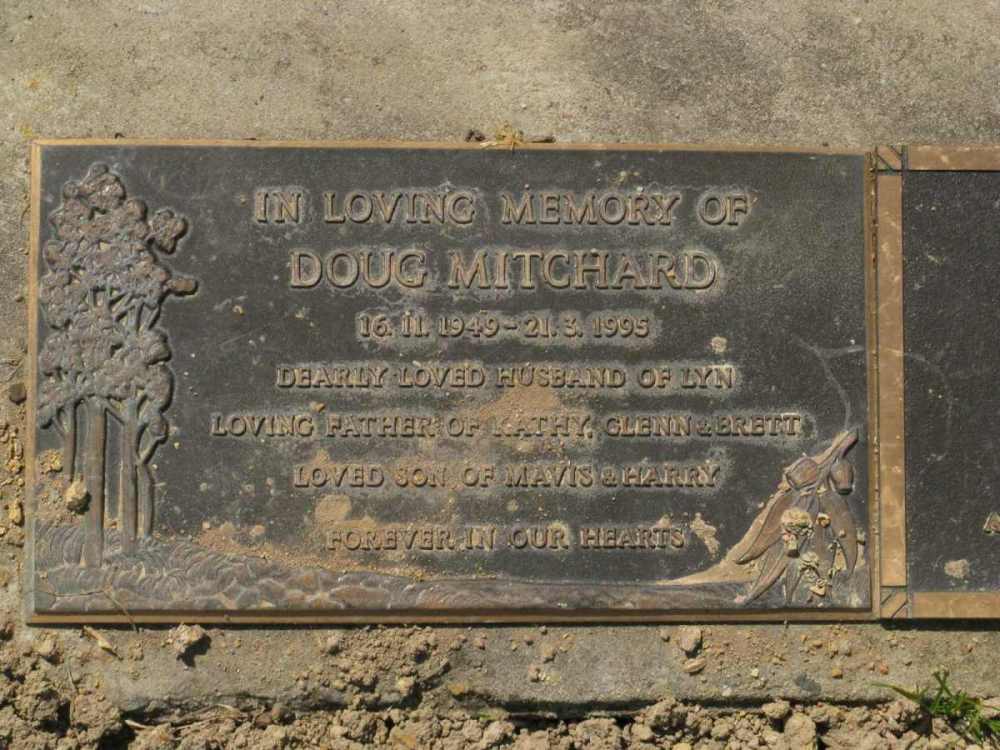 IN LOVING MEMORY OF
DOUG MITCHARD
16. 11. 1949 - 21. 3. 1995
DEARLY LOVED HUSBAND OF LYN
LOVING FATHER OF KATHY, GLENN & BRETT
LOVED SON OF MAVIS & HARRY
FOREVER IN OUR HEARTS